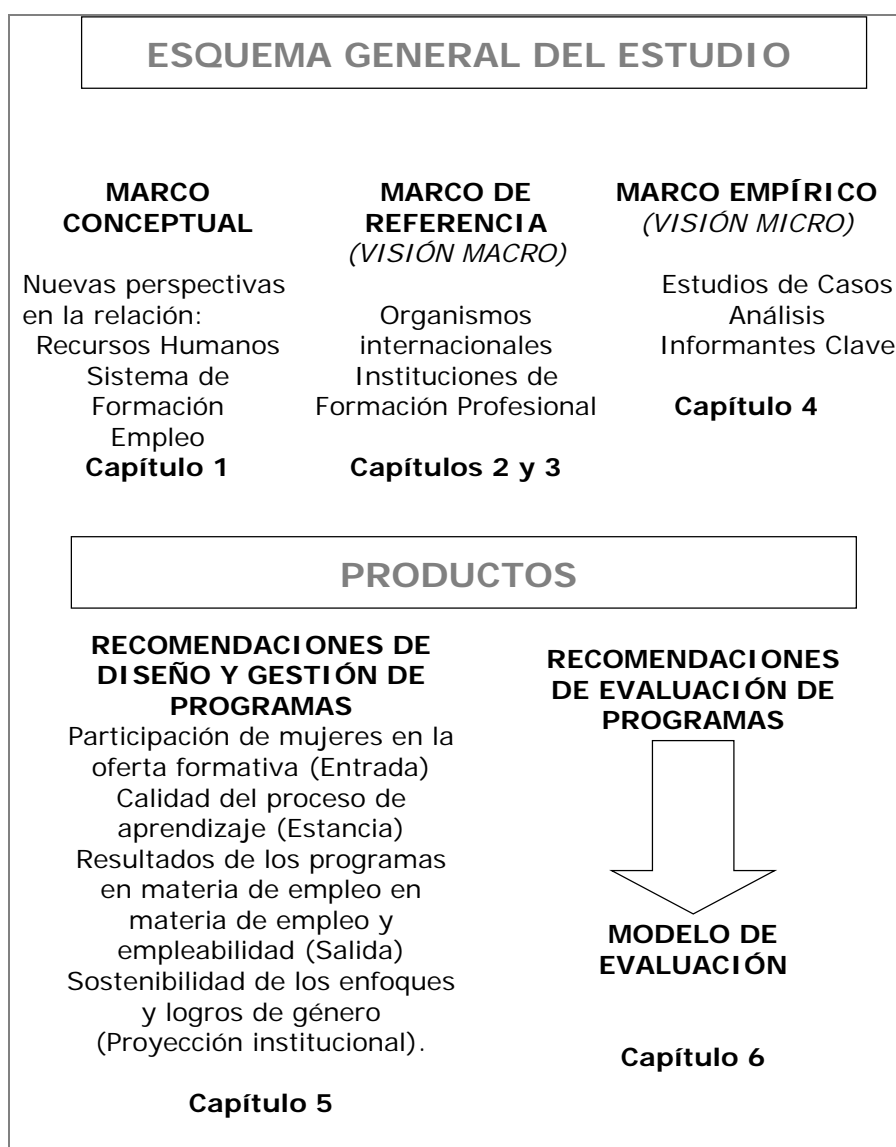 ESQUEMA GENERAL DEL ESTUDIO
MARCO
CONCEPTUAL
Nuevas perspectivas
en la relación:
Recursos Humanos
Sistema de
Formación
Empleo
Capítulo 1
MARCO DE
REFERENCIA
(VISIÓN MACRO)
Organismos
internacionales
Instituciones de
Formación Profesional
Capítulos 2 y 3
MARCO EMPÍRICO
(VISIÓN MICRO)
Estudios de Casos
Análisis
Informantes Clave
Capítulo 4
PRODUCTOS
RECOMENDACIONES DE
DISEÑO Y GESTIÓN DE
PROGRAMAS
Participación de mujeres en la
oferta formativa (Entrada)
Calidad del proceso de
aprendizaje (Estancia)
Resultados de los programas
en materia de empleo en
materia de empleo y
empleabilidad (Salida)
Sostenibilidad de los enfoques
y logros de género
(Proyección institucional).
Capítulo 5
RECOMENDACIONES
DE EVALUACIÓN DE
PROGRAMAS
MODELO DE
EVALUACIÓN
Capítulo 6